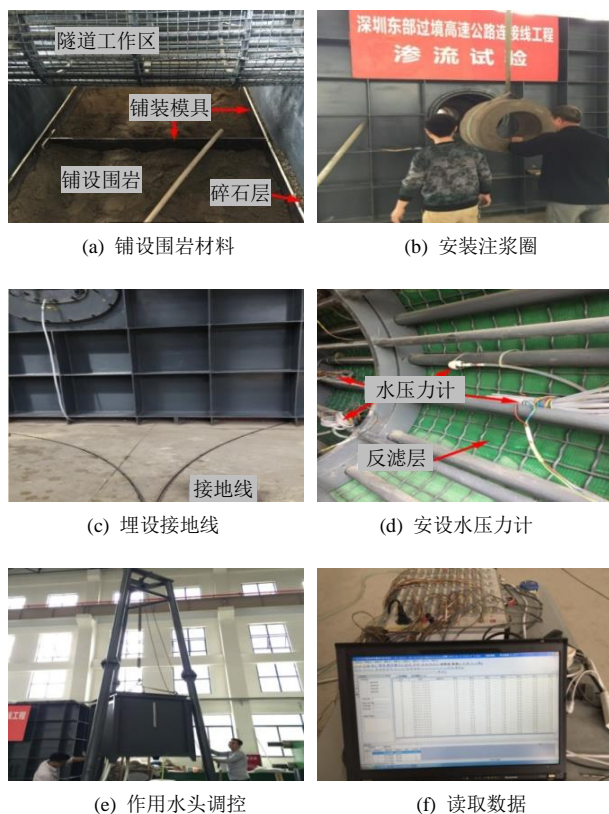 隧道工作区
铺装模具
铺设围岩
碎石层
(a) 铺设围岩材料
深圳东部过境高速公路连接线工程
渗流试验
(b) 安装注浆圈
接地线
(c) 埋设接地线
水压力计
反滤层
(d) 安设水压力计
工程
(e) 作用水头调控
(f) 读取数据